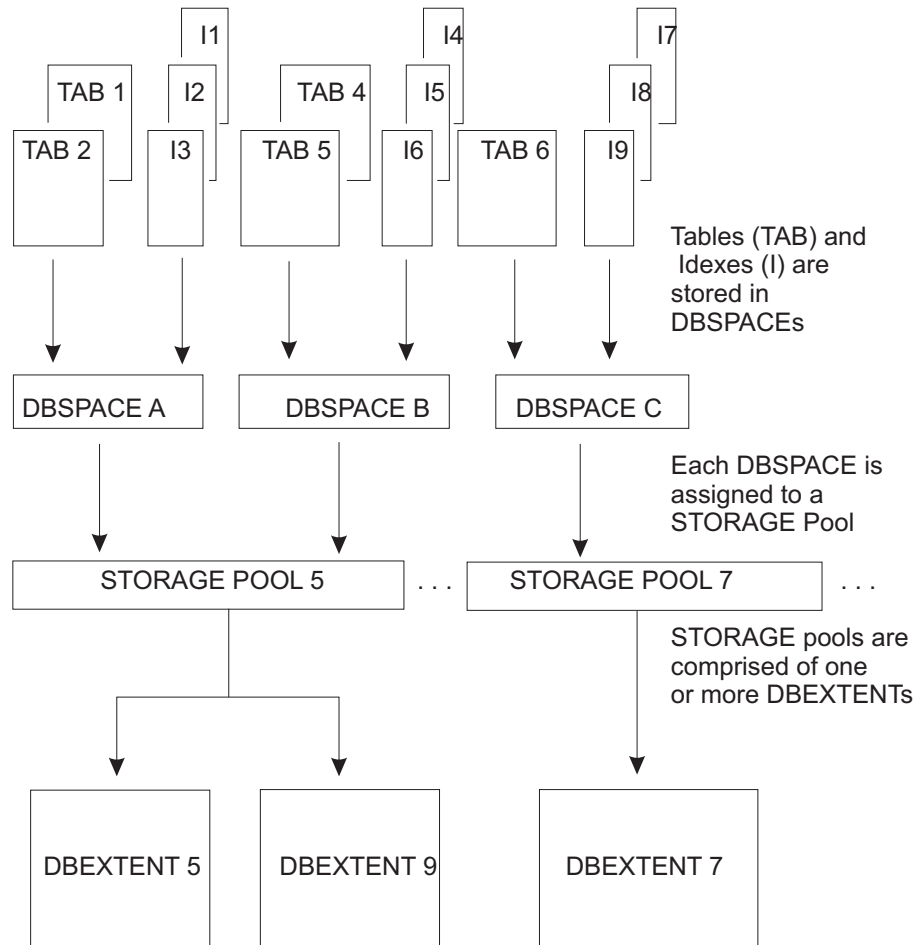 I1
I4
I7
TAB 1
I2
TAB 4
I5
I8
TAB 2
I3
TAB 5
I6
TAB 6
I9
Tables (TAB) and
Idexes (I) are
stored in
DBSPACEs
DBSPACE A
DBSPACE B
DBSPACE C
Each DBSPACE is
assigned to a
STORAGE Pool
STORAGE POOL 5
. . .
STORAGE POOL 7
. . .
STORAGE pools are
comprised of one
or more DBEXTENTs
DBEXTENT 5
DBEXTENT 9
DBEXTENT 7